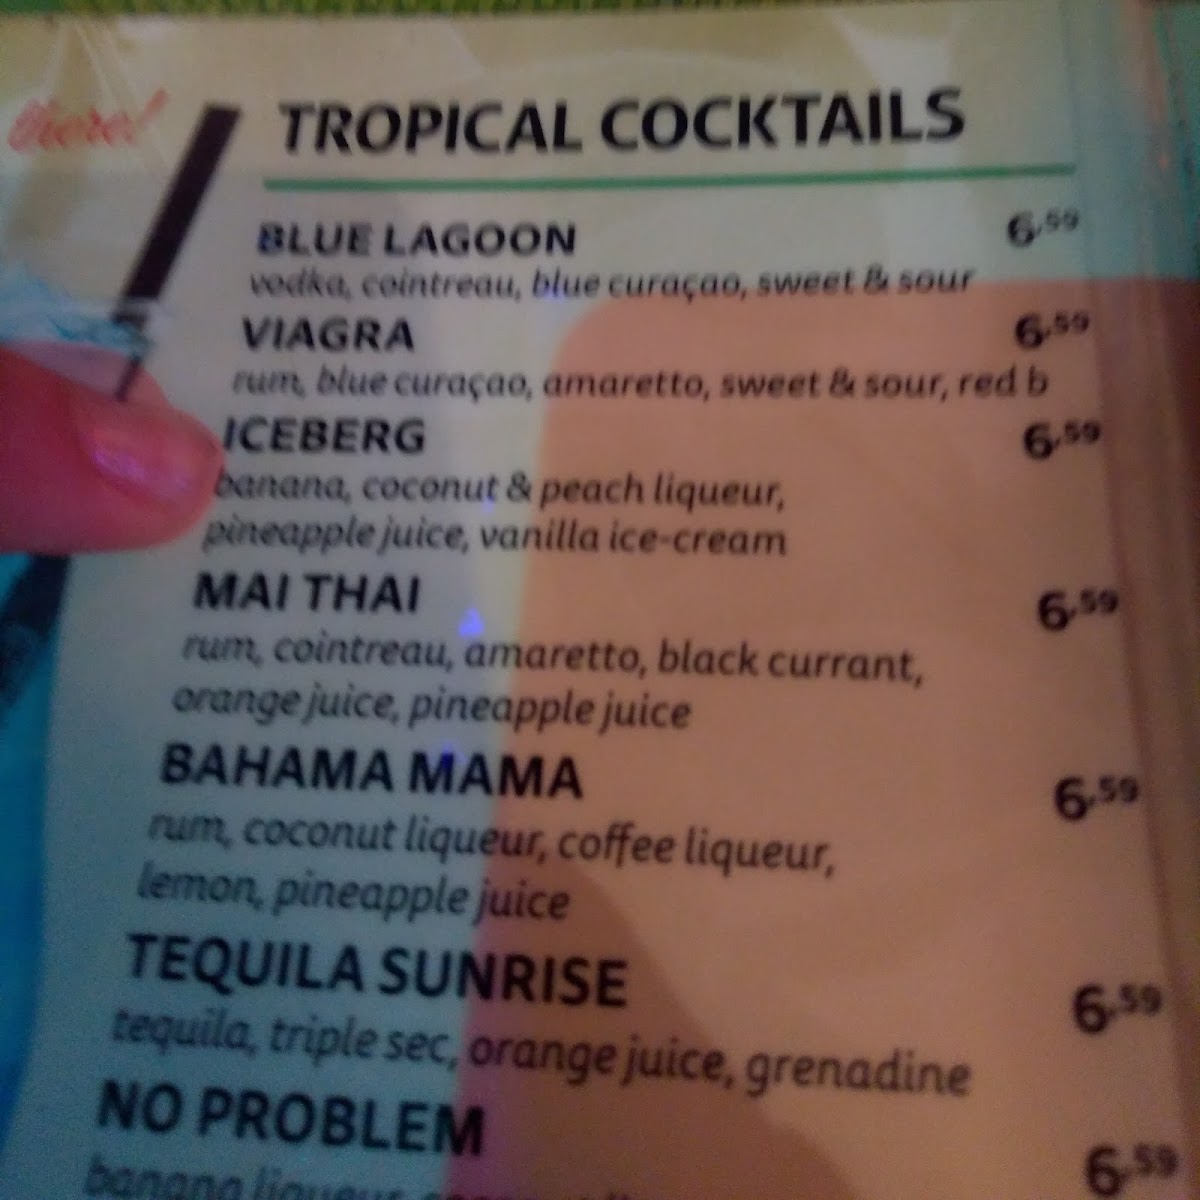 there!
TROPICAL COCKTAILS
BLUE LAGOON 6.59
vodka, cointreau, blue curaçao, sweet & sour
VIAGRA 6.59
rum, blue curaçao, amaretto, sweet & sour, red b
ICEBERG 6.59
banana, coconut & peach liqueur,
pineapple juice, vanilla ice-cream
MAI THAI 6.59
rum, cointreau, amaretto, black currant,
orange juice, pineapple juice
BAHAMA MAMA 6.59
rum, coconut liqueur, coffee liqueur,
lemon, pineapple juice
TEQUILA SUNRISE 6.59
tequila, triple sec, orange juice, grenadine
NO PROBLEM 6.59
banana liqueur,